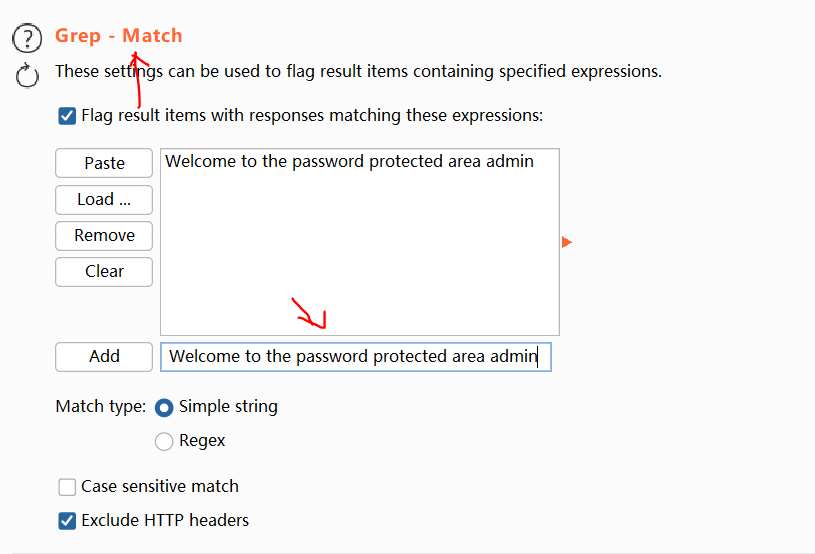 Grep - Match
These settings can be used to flag result items containing specified expressions.
Flag result items with responses matching these expressions:
Paste
Welcome to the password protected area admin
Load ...
Remove
Clear
Add
Welcome to the password protected area admin
Match type:
Simple string
Regex
Case sensitive match
Exclude HTTP headers